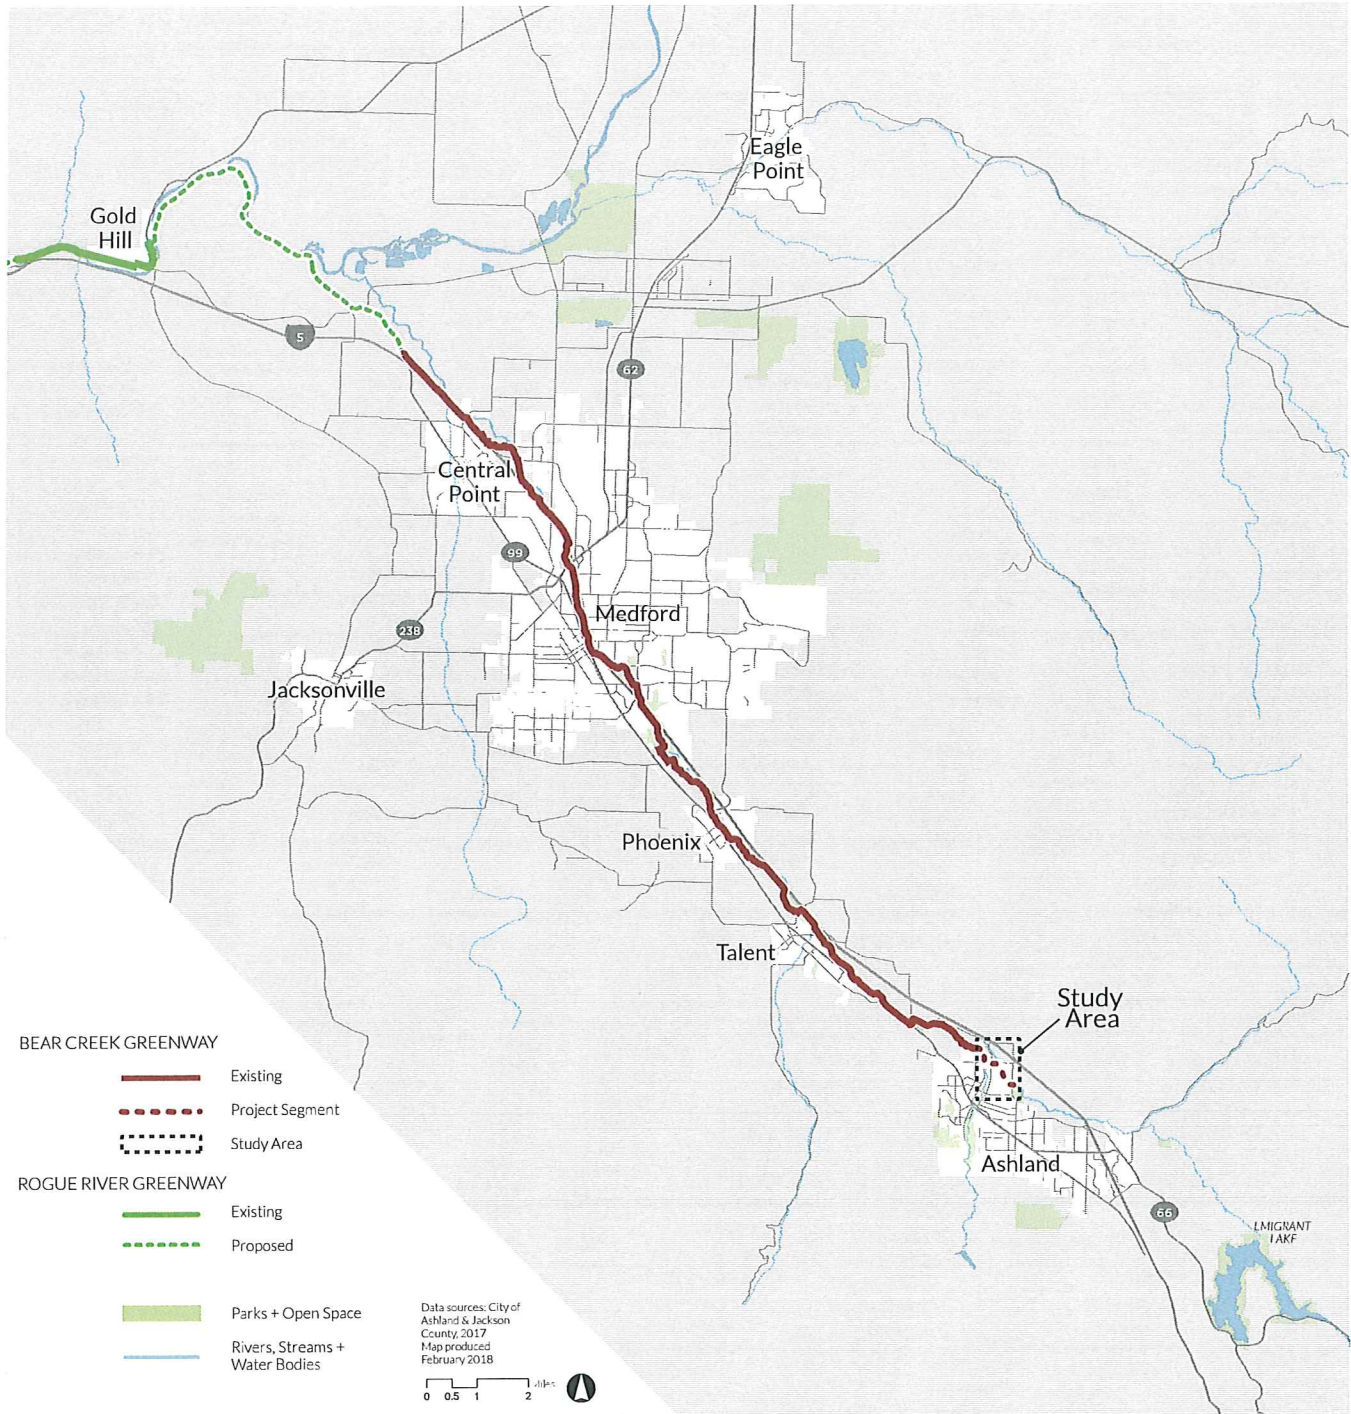 Eagle
Point
Gold
Hill
5
62
Central
Point
99
Medford
238
Jacksonville
Phoenix
Talent
Study
Area
Ashland
66
LMIGRANT
LAKE
BEAR CREEK GREENWAY
Existing
Project Segment
Study Area
ROGUE RIVER GREENWAY
Existing
Proposed
Parks + Open Space
Rivers, Streams +
Water Bodies
Data sources: City of
Ashland & Jackson
County, 2017
Map produced
February 2018
Miles
0 0.5 1 2